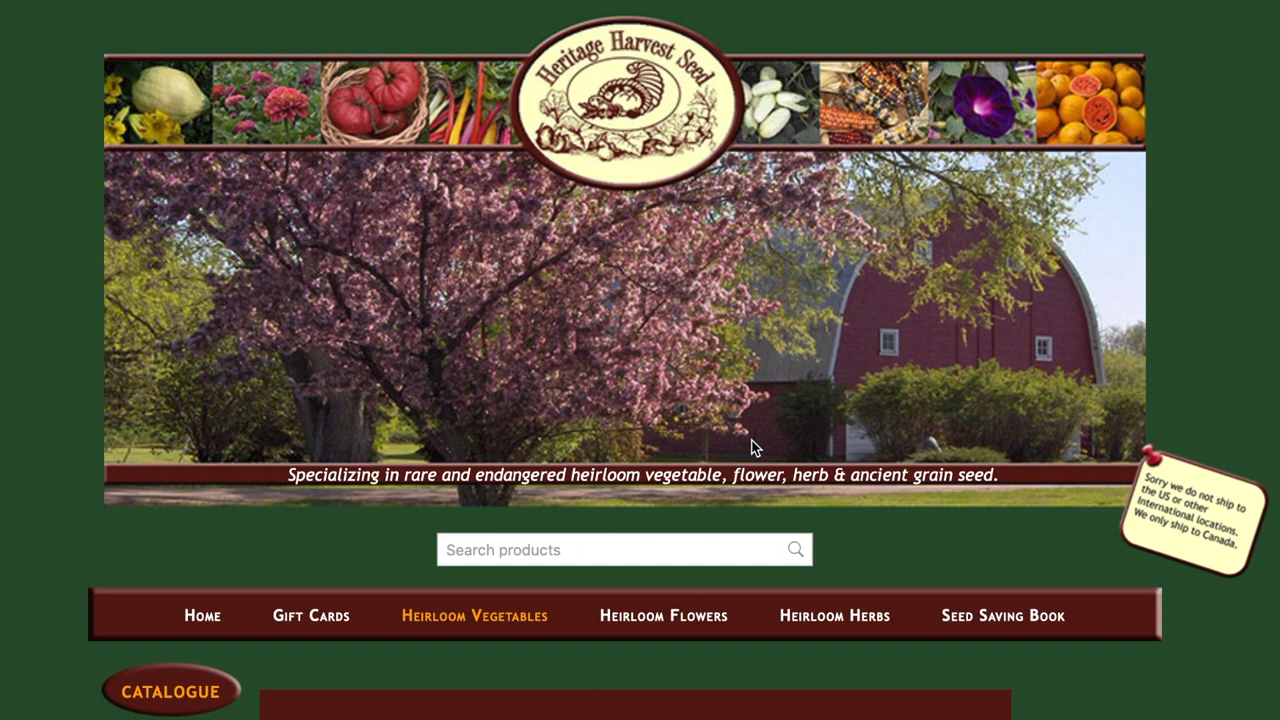 Heritage Harvest Seed
Specializing in rare and endangered heirloom vegetable, flower, herb & ancient grain seed.
Sorry we do not ship to
the US or other
International locations.
We only ship to Canada.
Search products
Home Gift Cards Heirloom Vegetables Heirloom Flowers Heirloom Herbs Seed Saving Book
CATALOGUE